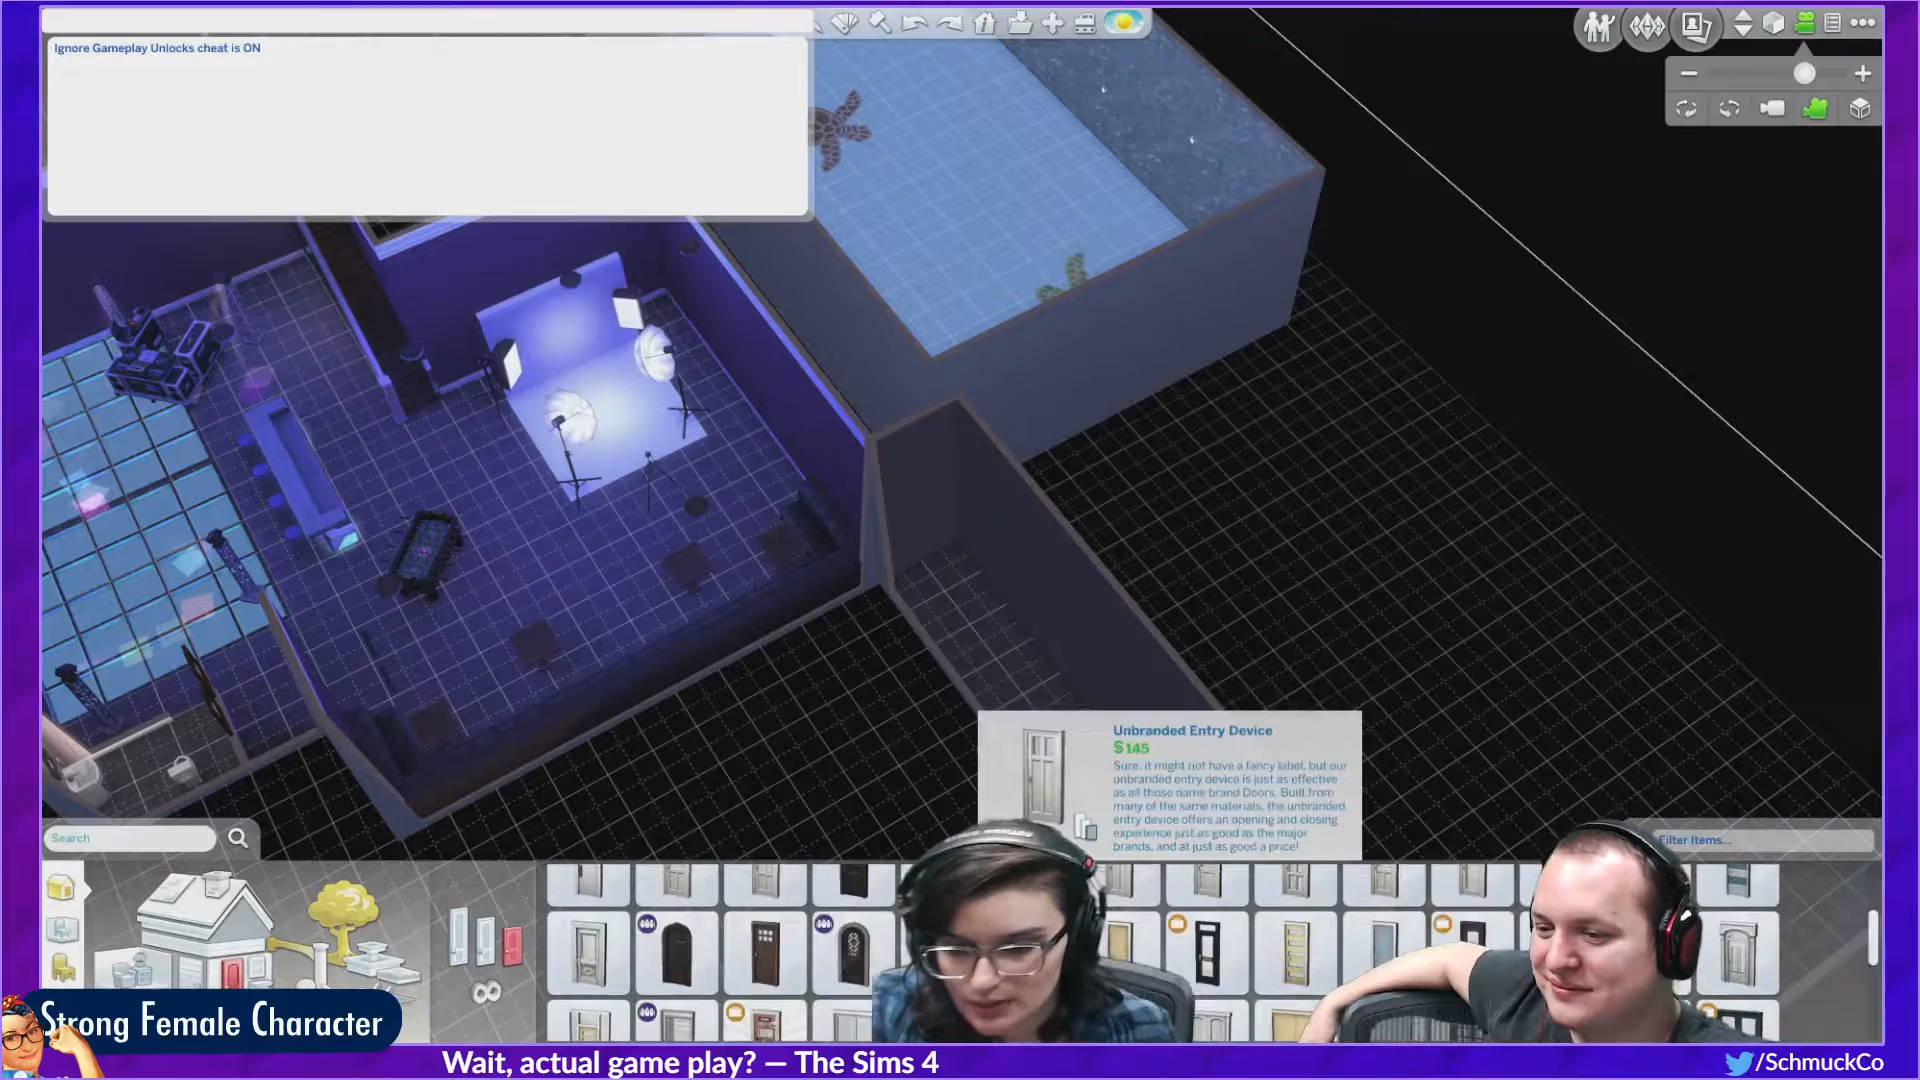 Ignore Gameplay Unlocks cheat is ON
Unbranded Entry Device
§145
Sure, it might not have a fancy label, but our
unbranded entry device is just as effective
as all those name brand Doors. Built from
many of the same materials, the unbranded
entry device offers an opening and closing
experience just as good as the major
brands, and at just as good a price!
Search
Filter Items...
Strong Female Character
Wait, actual game play? — The Sims 4
/SchmuckCo